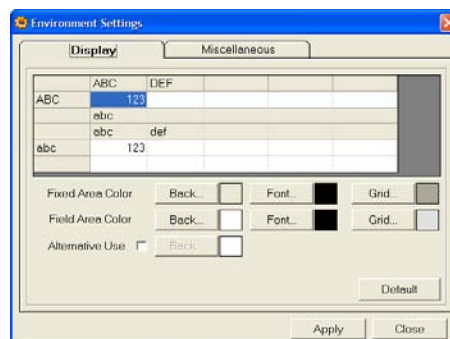 Environment Settings
Display Miscellaneous
ABC DEF
ABC 123
abc
abc def
abc 123
Fixed Area Color Back... Font... Grid...
Field Area Color Back... Font... Grid...
Alternative Use Back...
Default
Apply Close